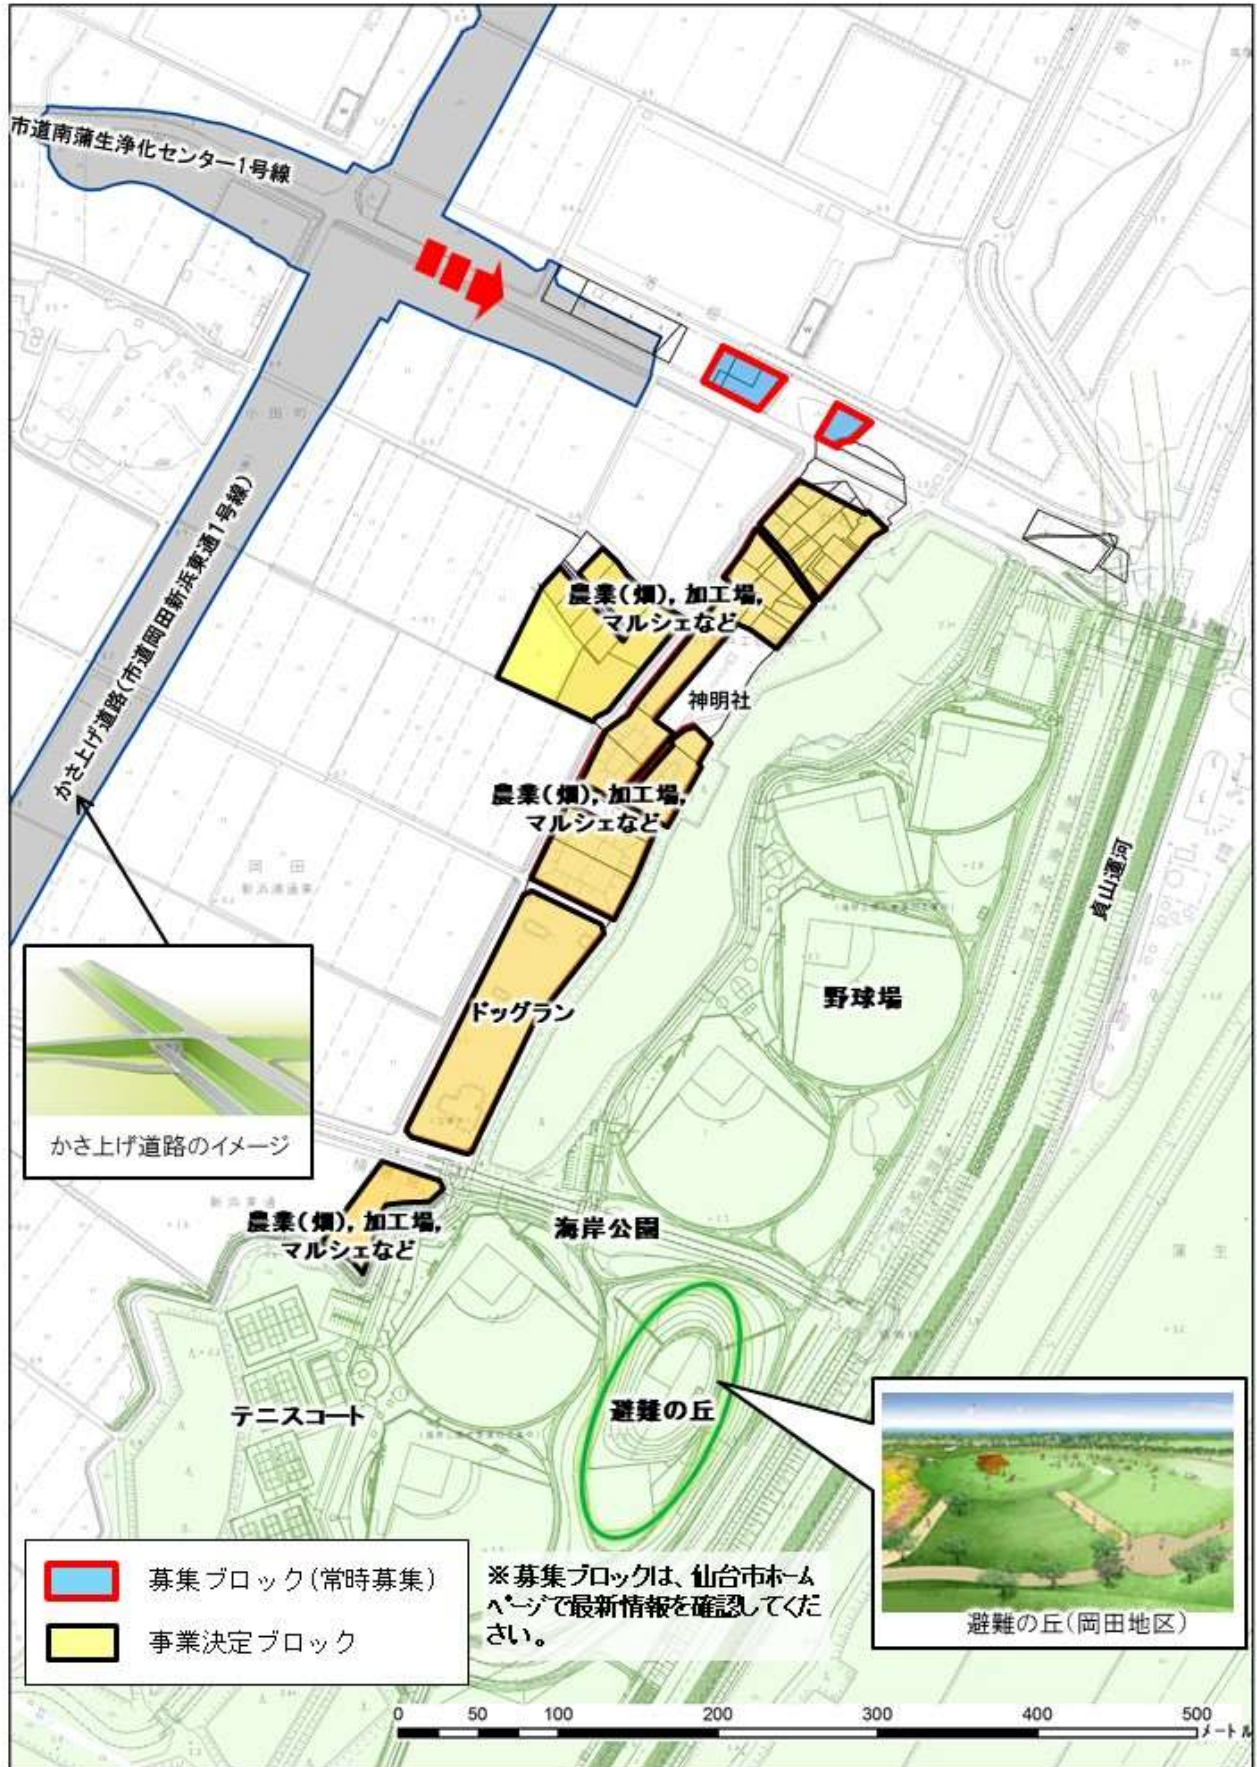 市道南蒲生浄化センター1号線
小田町
かさ上げ道路(市道岡田新浜東通1号線)
農業(畑)，加工場，
マルシェなど
神明社
農業(畑)，加工場，
マルシェなど
岡田
貞山運河
野球場
ドッグラン
かさ上げ道路のイメージ
農業(畑)，加工場，
マルシェなど
海岸公園
蒲生
テニスコート
避難の丘
避難の丘(岡田地区)
募集ブロック(常時募集)
事業決定ブロック
※募集ブロックは、仙台市ホーム
ページで最新情報を確認してくだ
さい。
0 50 100 200 300 400 500
メートル